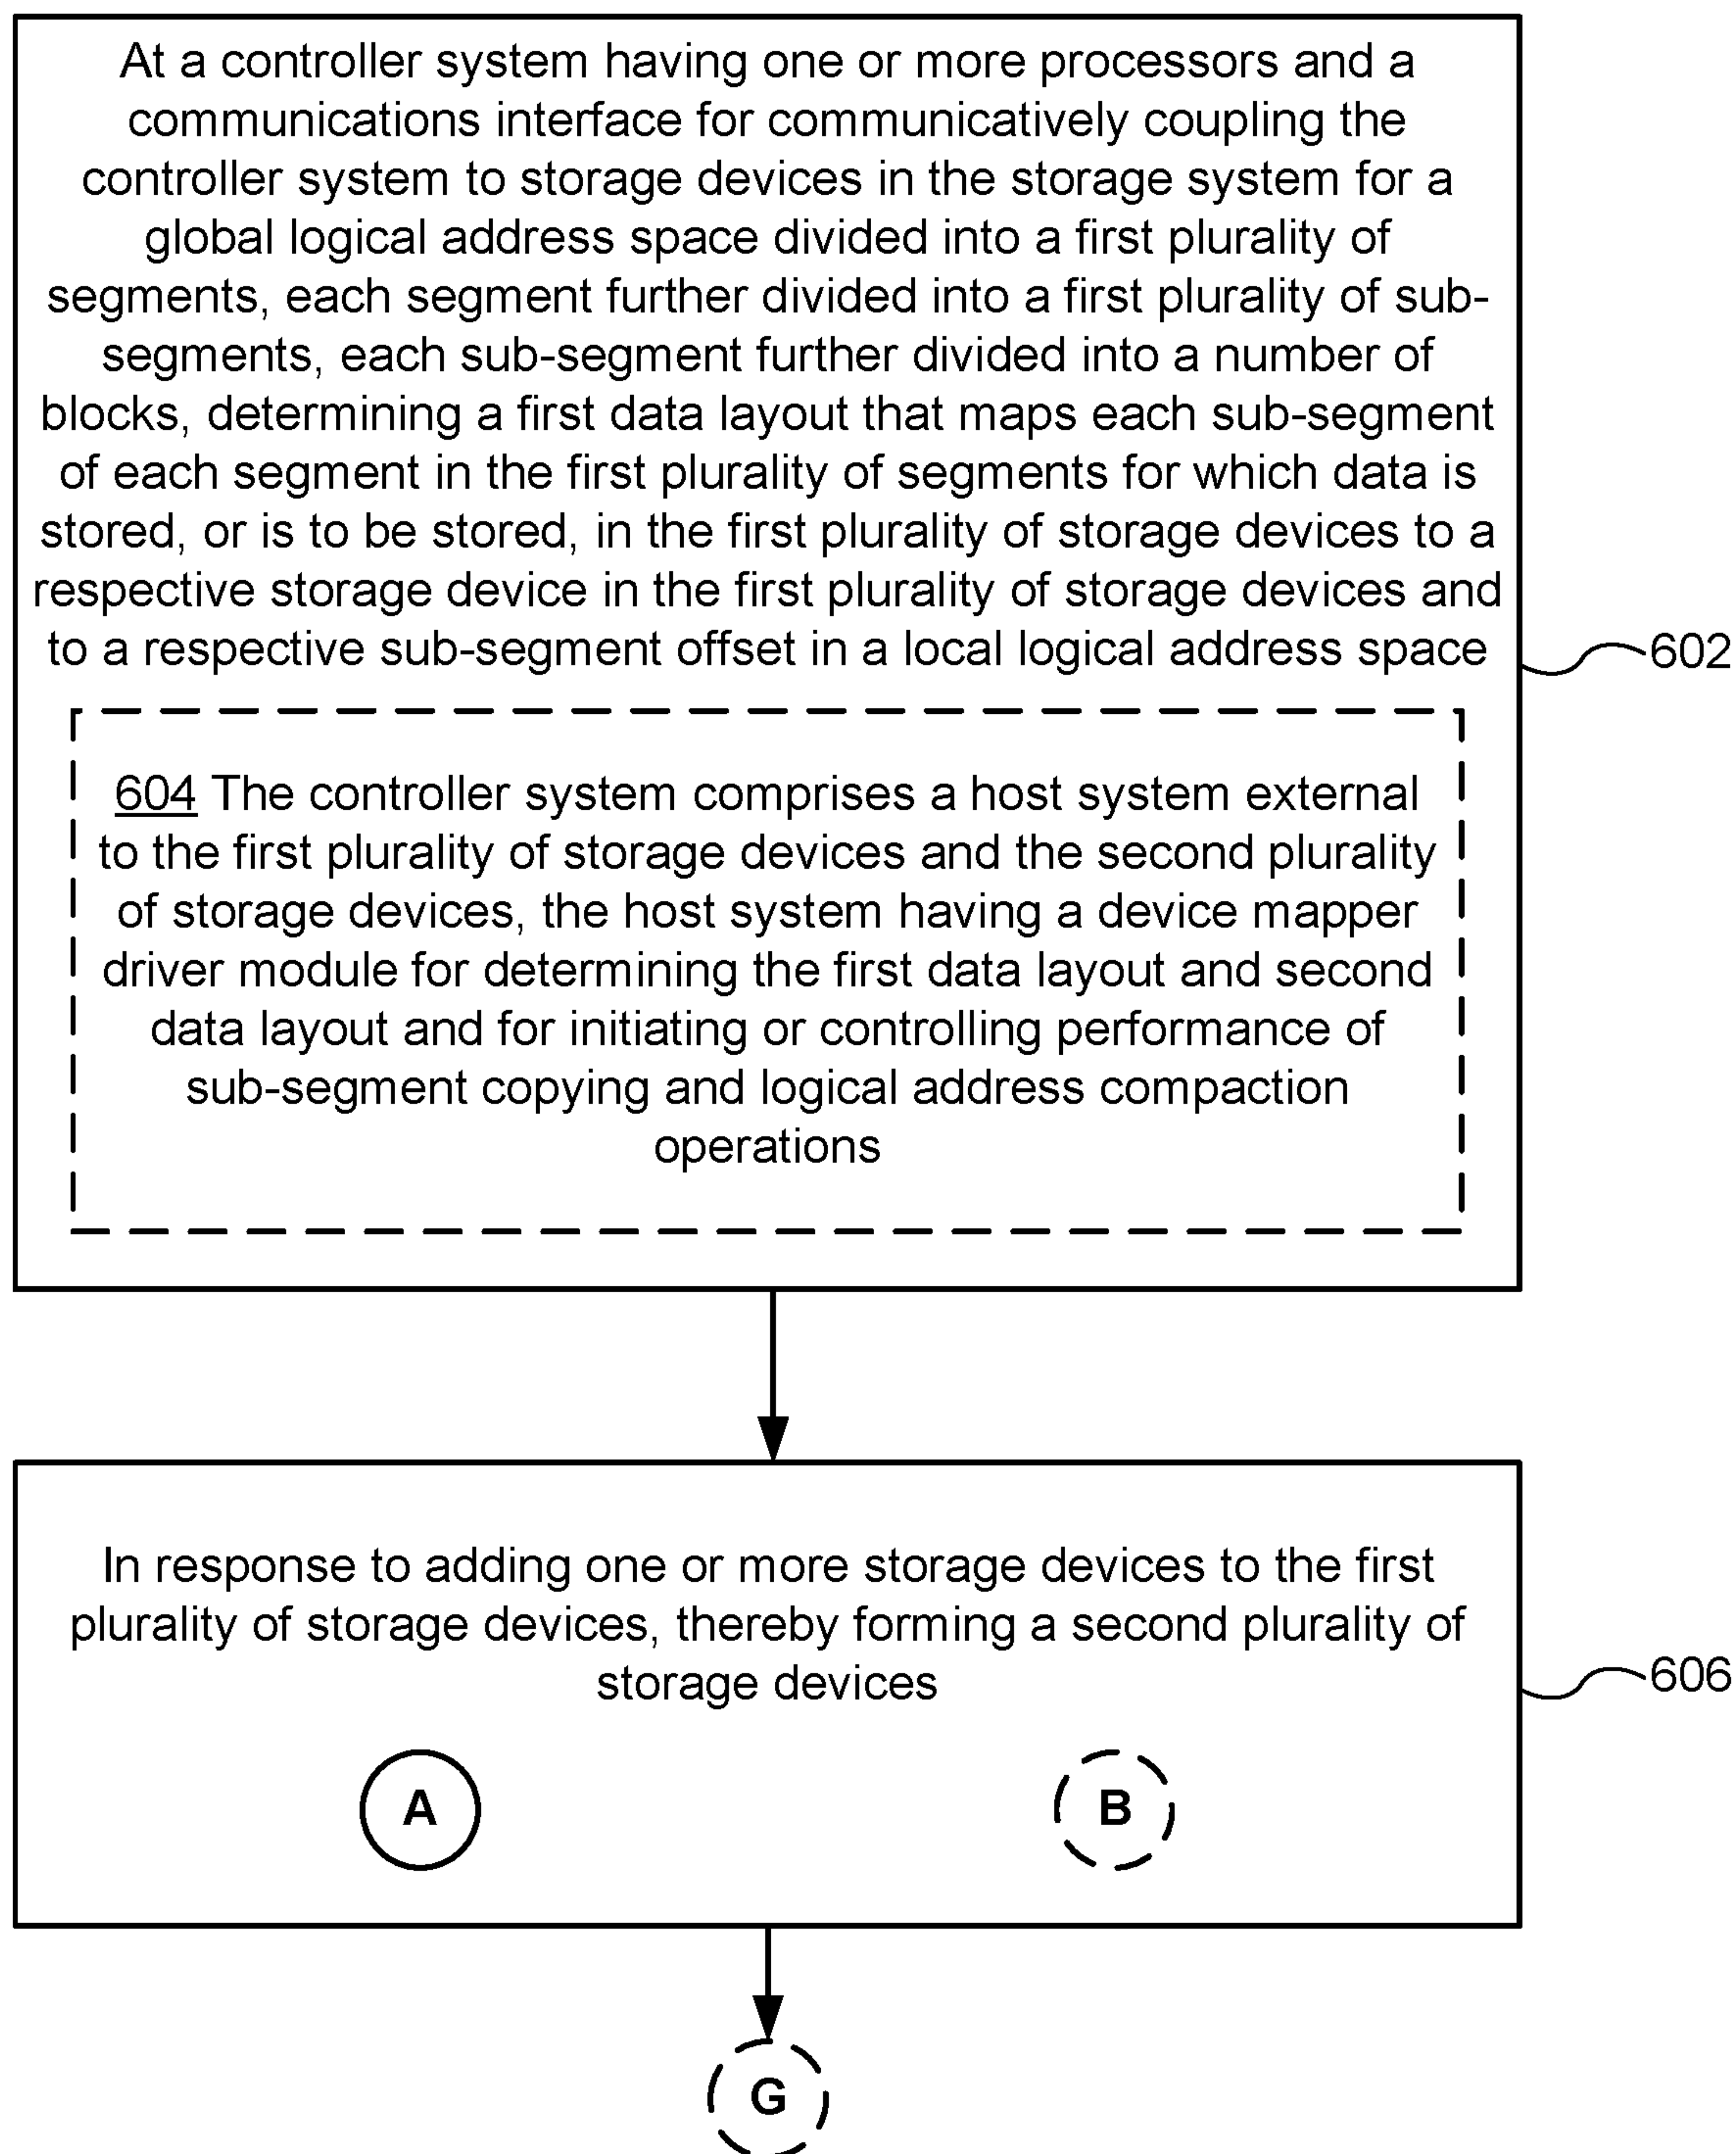 At a controller system having one or more processors and a
communications interface for communicatively coupling the
controller system to storage devices in the storage system for a
global logical address space divided into a first plurality of
segments, each segment further divided into a first plurality of sub-
segments, each sub-segment further divided into a number of
blocks, determining a first data layout that maps each sub-segment
of each segment in the first plurality of segments for which data is
stored, or is to be stored, in the first plurality of storage devices to a
respective storage device in the first plurality of storage devices and
to a respective sub-segment offset in a local logical address space
602
604 The controller system comprises a host system external
to the first plurality of storage devices and the second plurality
of storage devices, the host system having a device mapper
driver module for determining the first data layout and second
data layout and for initiating or controlling performance of
sub-segment copying and logical address compaction
operations
In response to adding one or more storage devices to the first
plurality of storage devices, thereby forming a second plurality of
storage devices
606
A
B
G